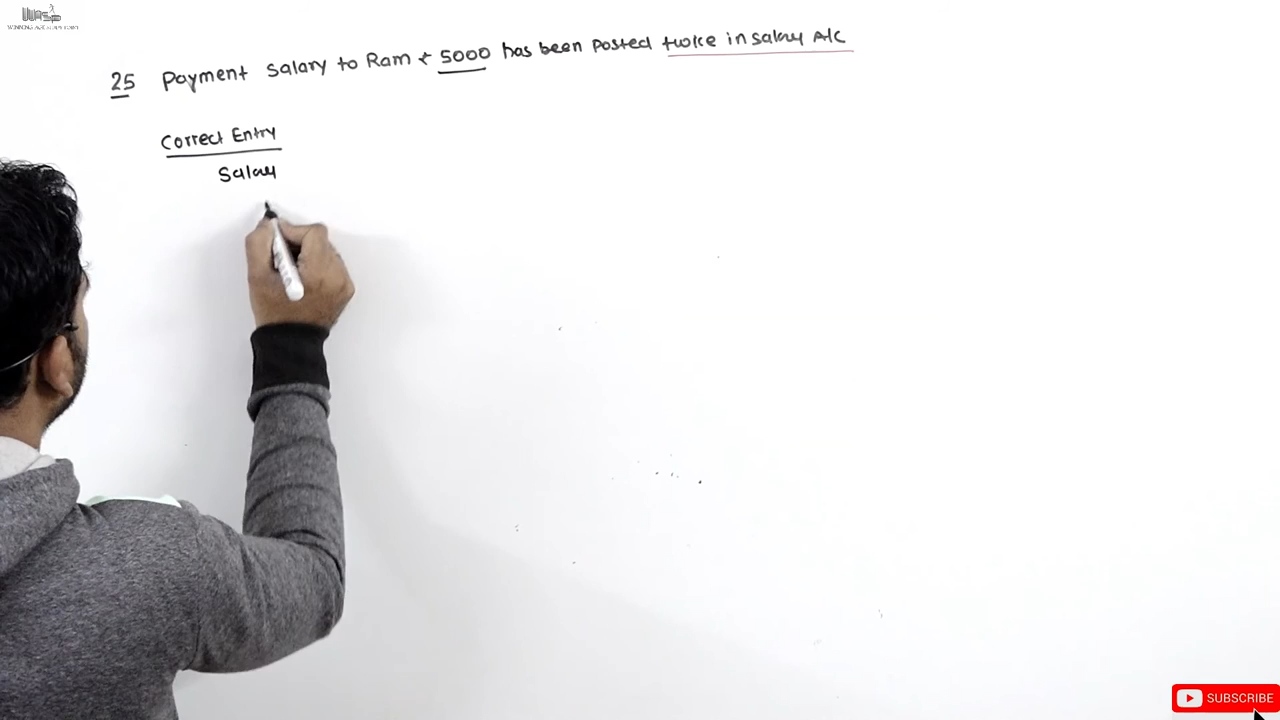 25 Payment Salary to Ram ₹ 5000 has been posted twice in Salary A/C
Correct Entry
Salary
SUBSCRIBE